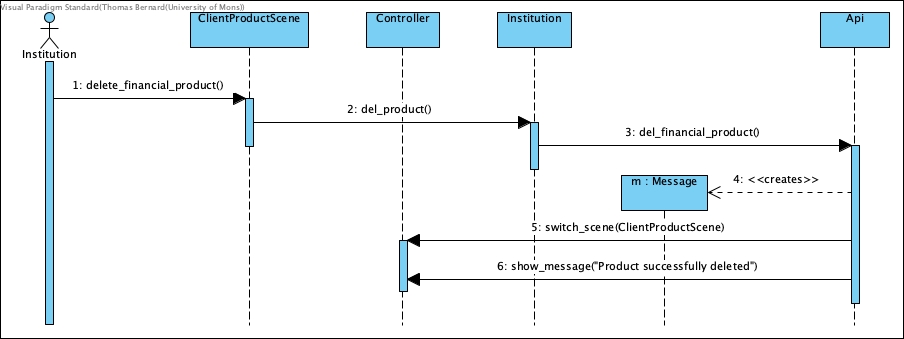 Visual Paradigm Standard(Thomas Bernard(University of Mons))
ClientProductScene
Controller
Institution
Api
Institution
1: delete_financial_product()
2: del_product()
3: del_financial_product()
m : Message
4: <<creates>>
5: switch_scene(ClientProductScene)
6: show_message("Product successfully deleted")